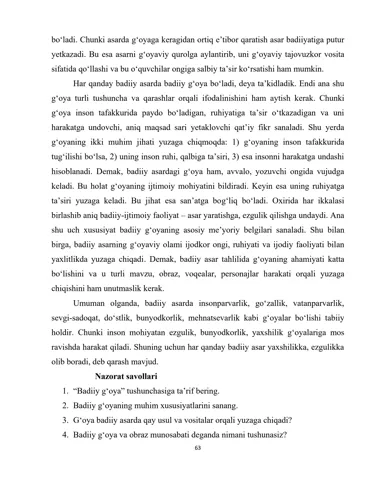 bo‘ladi. Chunki asarda g‘oyaga keragidan ortiq e’tibor qaratish asar badiiyatiga putur
yetkazadi. Bu esa asarni g‘oyaviy qurolga aylantirib, uni g‘oyaviy tajovuzkor vosita
sifatida qo‘llashi va bu o‘quvchilar ongiga salbiy ta’sir ko‘rsatishi ham mumkin.
Har qanday badiiy asarda badiiy g‘oya bo‘ladi, deya ta’kidladik. Endi ana shu
g‘oya turli tushuncha va qarashlar orqali ifodalinishini ham aytish kerak. Chunki
g‘oya inson tafakkurida paydo bo‘ladigan, ruhiyatiga ta’sir o‘tkazadigan va uni
harakatga undovchi, aniq maqsad sari yetaklovchi qat’iy fikr sanaladi. Shu yerda
g‘oyaning ikki muhim jihati yuzaga chiqmoqda: 1) g‘oyaning inson tafakkurida
tug‘ilishi bo‘lsa, 2) uning inson ruhi, qalbiga ta’siri, 3) esa insonni harakatga undashi
hisoblanadi. Demak, badiiy asardagi g‘oya ham, avvalo, yozuvchi ongida vujudga
keladi. Bu holat g‘oyaning ijtimoiy mohiyatini bildiradi. Keyin esa uning ruhiyatga
ta’siri yuzaga keladi. Bu jihat esa san’atga bog‘liq bo‘ladi. Oxirida har ikkalasi
birlashib aniq badiiy-ijtimoiy faoliyat – asar yaratishga, ezgulik qilishga undaydi. Ana
shu uch xususiyat badiiy g‘oyaning asosiy me’yoriy belgilari sanaladi. Shu bilan
birga, badiiy asarning g‘oyaviy olami ijodkor ongi, ruhiyati va ijodiy faoliyati bilan
yaxlitlikda yuzaga chiqadi. Demak, badiiy asar tahlilida g‘oyaning ahamiyati katta
bo‘lishini va u turli mavzu, obraz, voqealar, personajlar harakati orqali yuzaga
chiqishini ham unutmaslik kerak.
Umuman olganda, badiiy asarda insonparvarlik, go‘zallik, vatanparvarlik,
sevgi-sadoqat, do‘stlik, bunyodkorlik, mehnatsevarlik kabi g‘oyalar bo‘lishi tabiiy
holdir. Chunki inson mohiyatan ezgulik, bunyodkorlik, yaxshilik g‘oyalariga mos
ravishda harakat qiladi. Shuning uchun har qanday badiiy asar yaxshilikka, ezgulikka
olib boradi, deb qarash mavjud.
Nazorat savollari
1. “Badiiy g‘oya” tushunchasiga ta’rif bering.
2. Badiiy g‘oyaning muhim xususiyatlarini sanang.
3. G‘oya badiiy asarda qay usul va vositalar orqali yuzaga chiqadi?
4. Badiiy g‘oya va obraz munosabati deganda nimani tushunasiz?
63